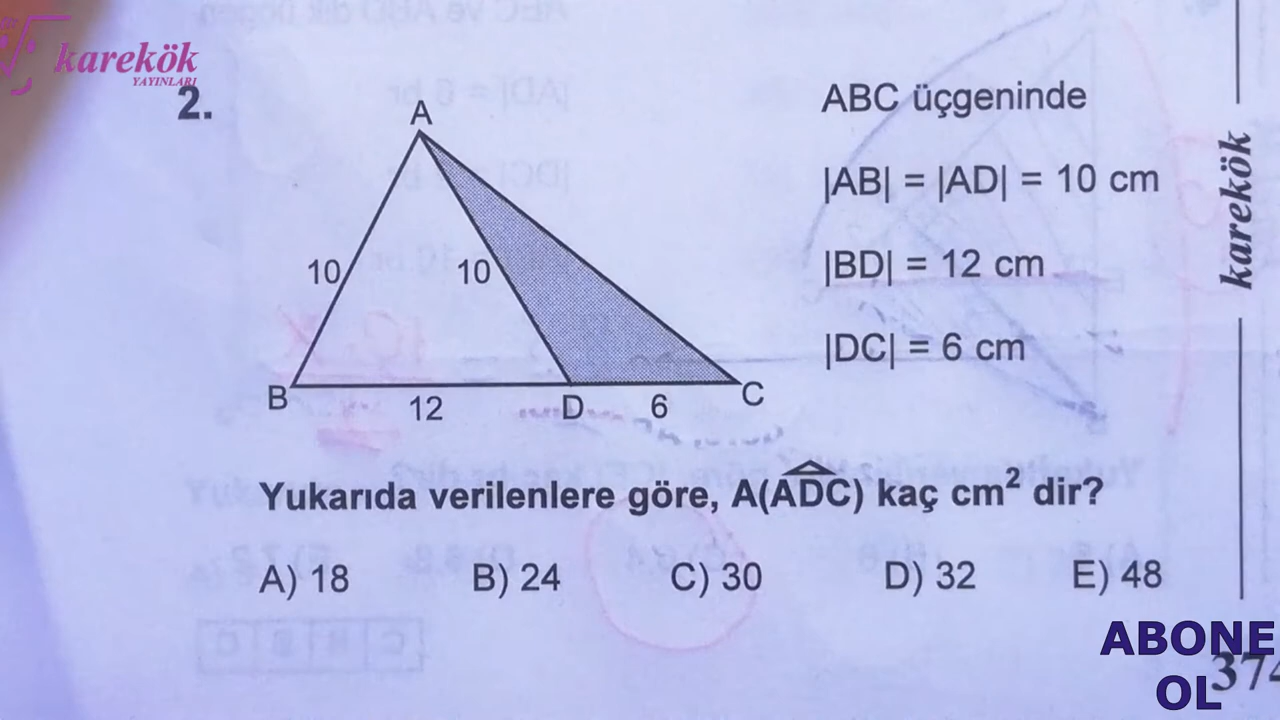 karekök
YAYINLARI
2.
A
10
10
B
12
D
6
C
ABC üçgeninde
|AB| = |AD| = 10 cm
|BD| = 12 cm
|DC| = 6 cm
karekök
Yukarıda verilenlere göre, A(ADC) kaç cm² dir?
A) 18 B) 24 C) 30 D) 32 E) 48
ABONE
OL
374